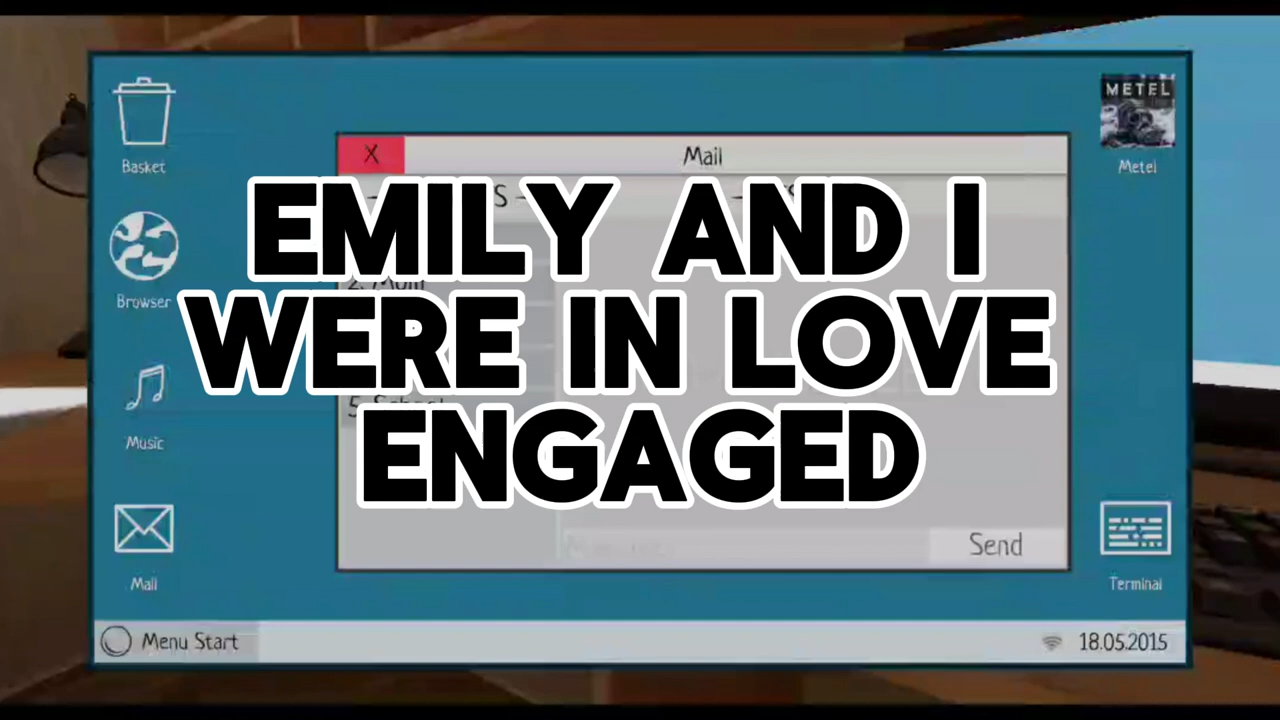 METEL
Basket
X
Mail
Metel
EMILY AND I
WERE IN LOVE
ENGAGED
Browser
Music
Send
Mail
Terminal
Menu Start
18.05.2015